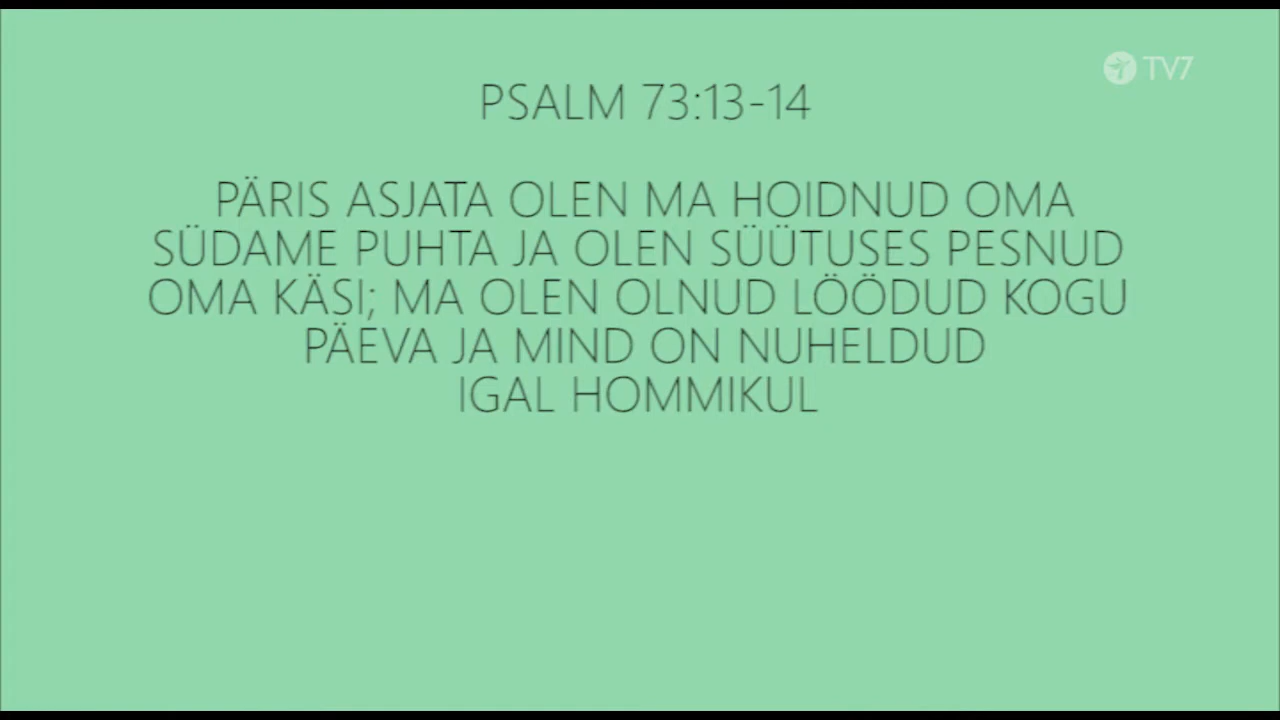 TV7
PSALM 73:13-14
PÄRIS ASJATA OLEN MA HOIDNUD OMA
SÜDAME PUHTA JA OLEN SÜÜTUSES PESNUD
OMA KÄSI; MA OLEN OLNUD LÖÖDUD KOGU
PÄEVA JA MIND ON NUHELDUD
IGAL HOMMIKUL